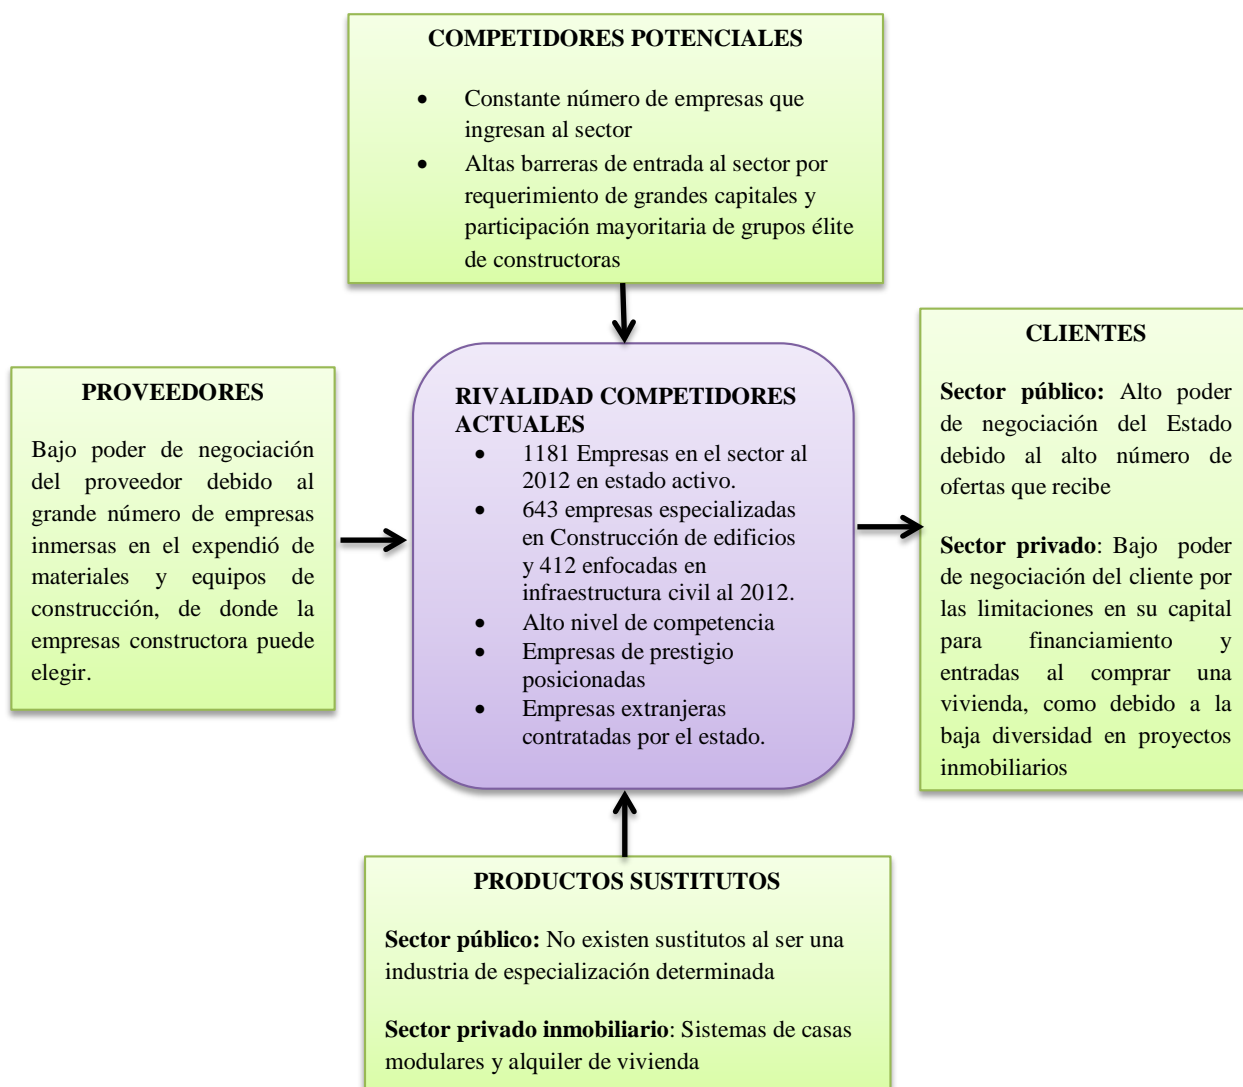 COMPETIDORES POTENCIALES
• Constante número de empresas que
ingresan al sector
• Altas barreras de entrada al sector por
requerimiento de grandes capitales y
participación mayoritaria de grupos élite
de constructoras
PROVEEDORES
Bajo poder de negociación
del proveedor debido al
grande número de empresas
inmersas en el expendió de
materiales y equipos de
construcción, de donde la
empresas constructora puede
elegir.
RIVALIDAD COMPETIDORES
ACTUALES
• 1181 Empresas en el sector al
2012 en estado activo.
• 643 empresas especializadas
en Construcción de edificios
y 412 enfocadas en
infraestructura civil al 2012.
• Alto nivel de competencia
• Empresas de prestigio
posicionadas
• Empresas extranjeras
contratadas por el estado.
CLIENTES
Sector público: Alto poder
de negociación del Estado
debido al alto número de
ofertas que recibe
Sector privado: Bajo poder
de negociación del cliente por
las limitaciones en su capital
para financiamiento y
entradas al comprar una
vivienda, como debido a la
baja diversidad en proyectos
inmobiliarios
PRODUCTOS SUSTITUTOS
Sector público: No existen sustitutos al ser una
industria de especialización determinada
Sector privado inmobiliario: Sistemas de casas
modulares y alquiler de vivienda